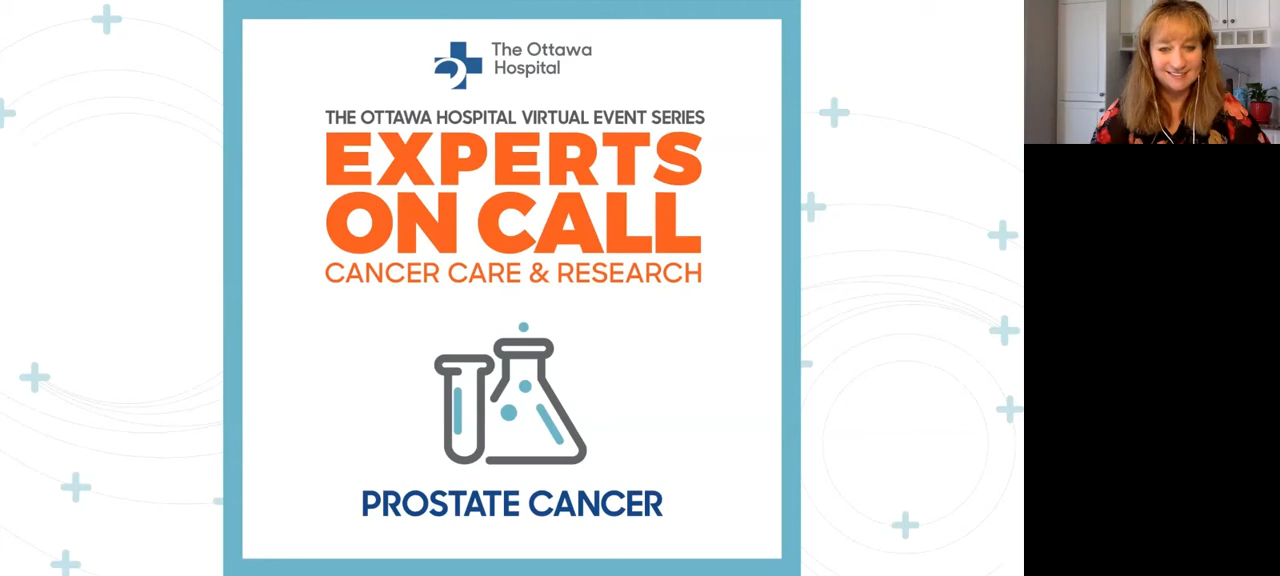 The Ottawa
Hospital
THE OTTAWA HOSPITAL VIRTUAL EVENT SERIES
EXPERTS
ON CALL
CANCER CARE & RESEARCH
PROSTATE CANCER